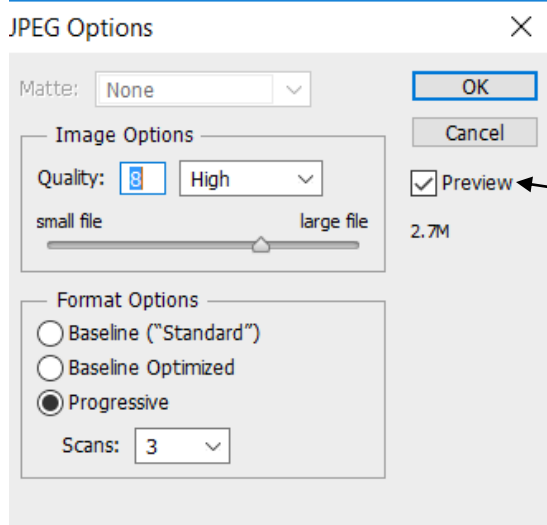 JPEG Options
Matte: None
OK
Image Options
Cancel
Quality: 8 High
Preview
small file large file
2.7M
Format Options
Baseline (“Standard”)
Baseline Optimized
Progressive
Scans: 3